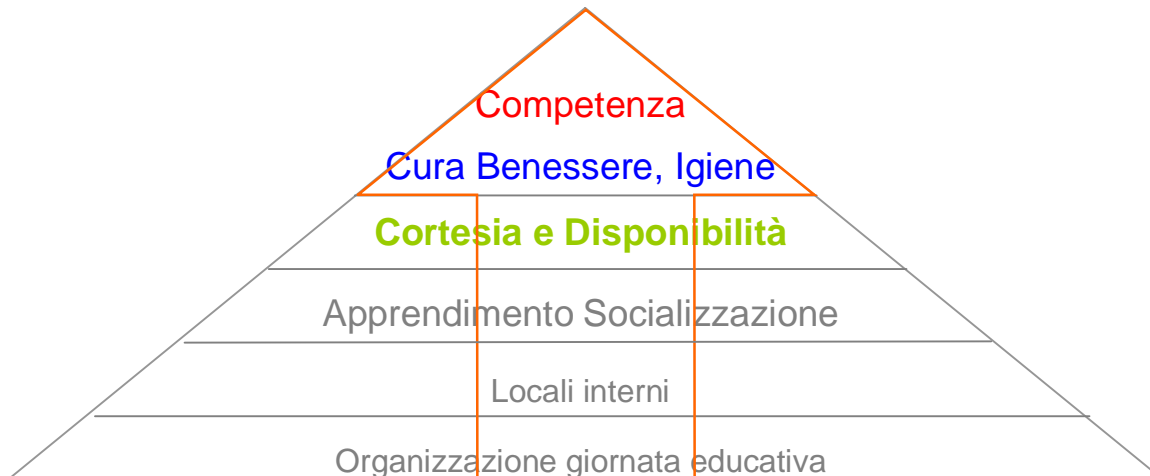 Competenza
Cura Benessere, Igiene
Cortesia e Disponibilità
Apprendimento Socializzazione
Locali interni
Organizzazione giornata educativa